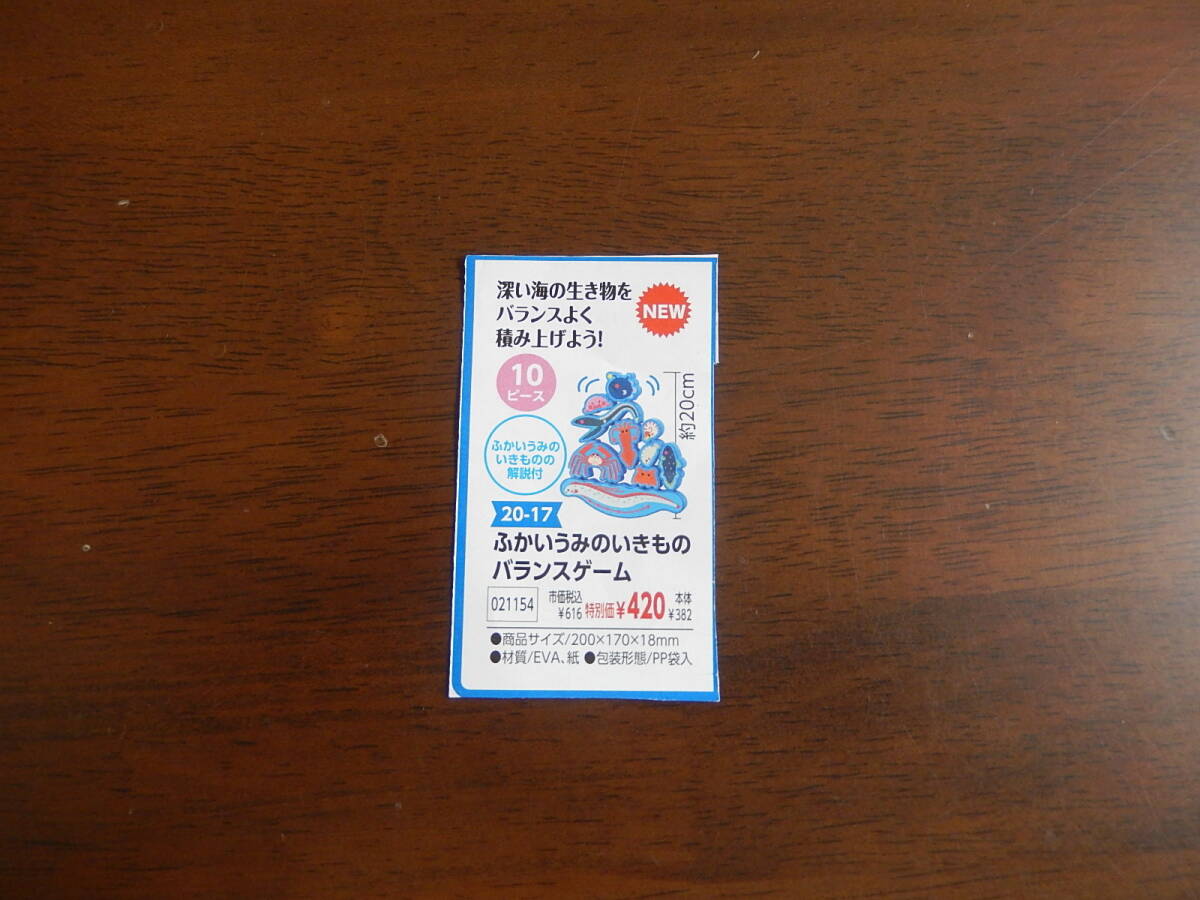 深い海の生き物を
バランスよく
積み上げよう!
NEW
10
ピース
約20cm
ふかいうみの
いきものの
解説付
20-17
ふかいうみのいきもの
バランスゲーム
021154 市価税込 ¥616 特別価¥420 本体 ¥382
●商品サイズ/200×170×18mm
●材質/EVA、紙 ●包装形態/PP袋入